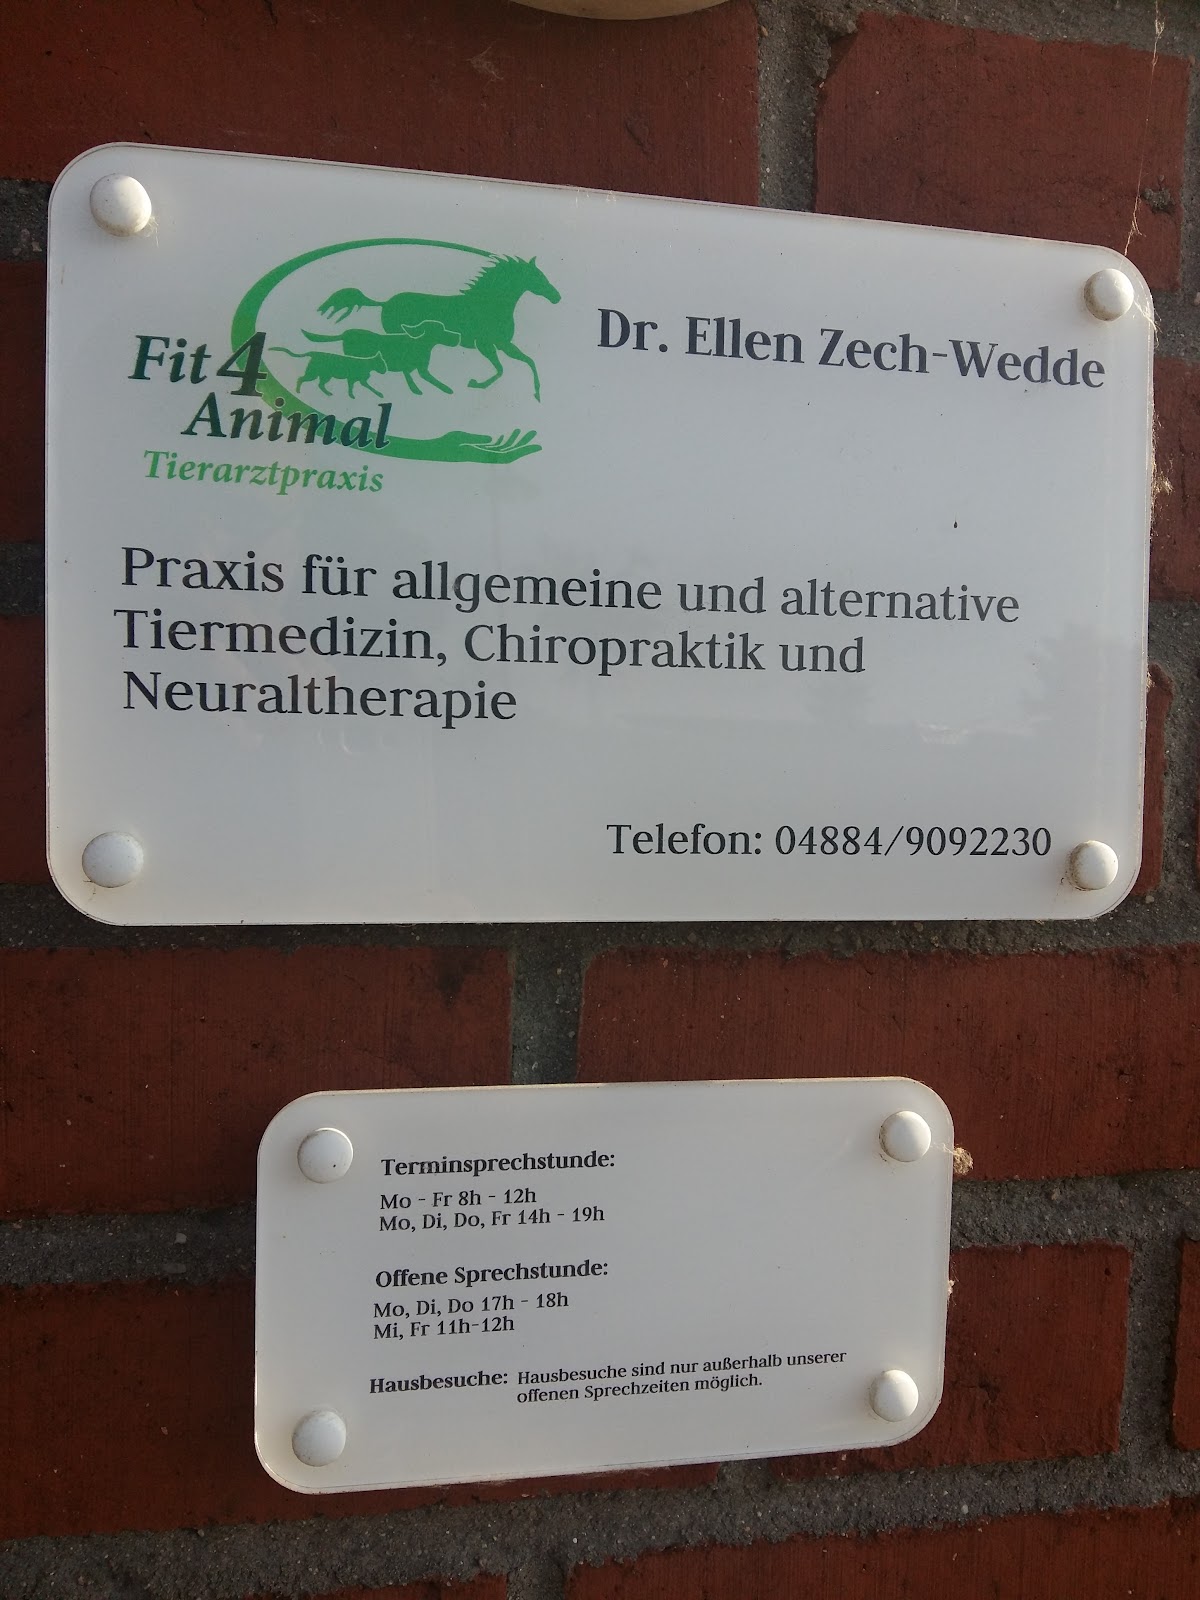 Fit 4
Animal
Tierarztpraxis
Dr. Ellen Zech-Wedde
Praxis für allgemeine und alternative
Tiermedizin, Chiropraktik und
Neuraltherapie
Telefon: 04884/9092230
Terminsprechstunde:
Mo - Fr 8h - 12h
Mo, Di, Do, Fr 14h - 19h
Offene Sprechstunde:
Mo, Di, Do 17h - 18h
Mi, Fr 11h-12h
Hausbesuche: Hausbesuche sind nur außerhalb unserer
offenen Sprechzeiten möglich.